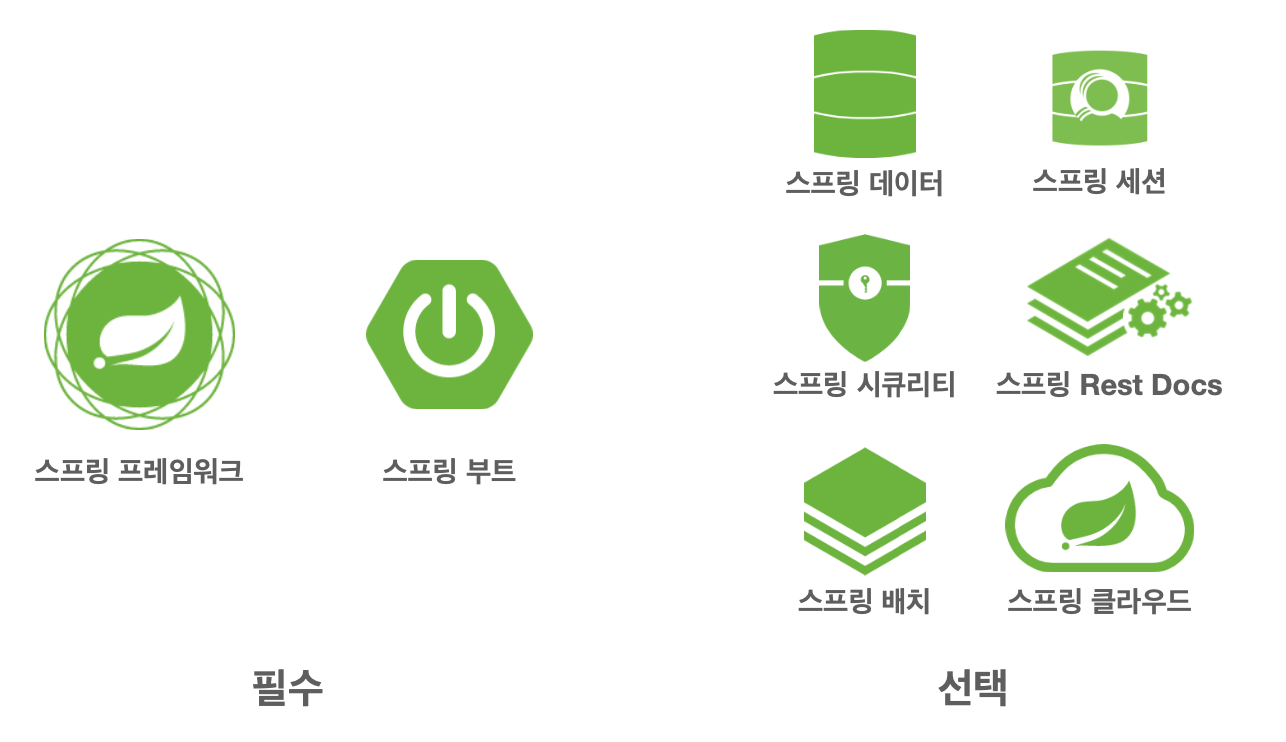 스프링 프레임워크
스프링 부트
필수
스프링 데이터
스프링 세션
스프링 시큐리티
스프링 Rest Docs
스프링 배치
스프링 클라우드
선택